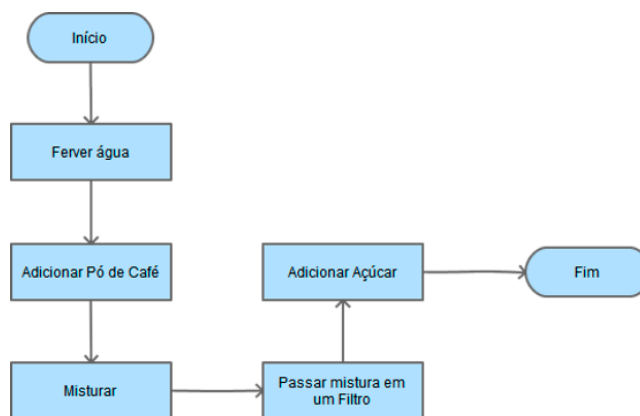 Início
Ferver água
Adicionar Pó de Café
Misturar
Passar mistura em
um Filtro
Adicionar Açúcar
Fim